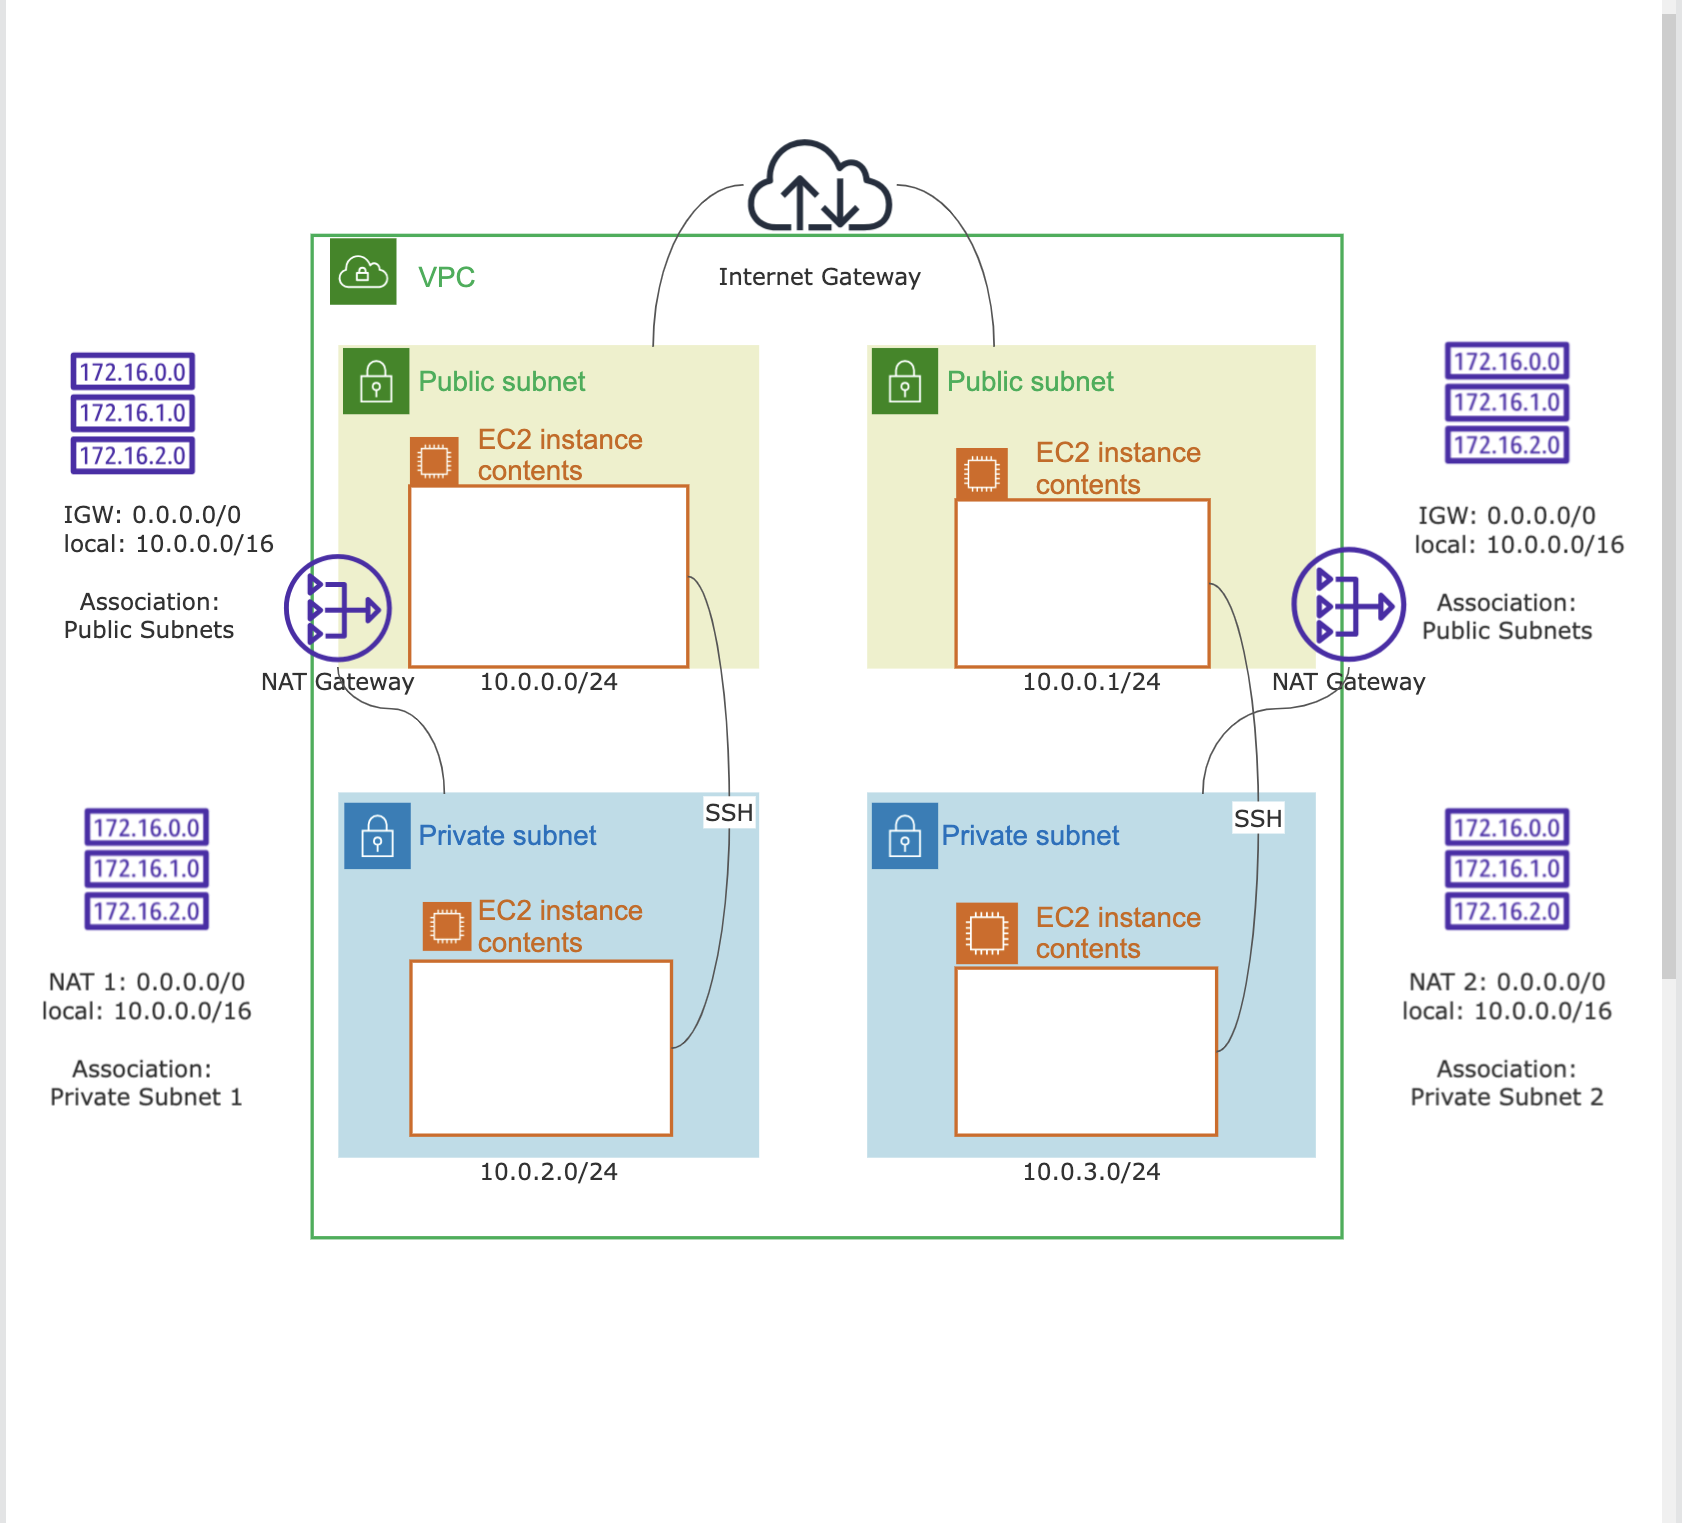 Internet Gateway
VPC
172.16.0.0
172.16.1.0
172.16.2.0
IGW: 0.0.0.0/0
local: 10.0.0.0/16
Association:
Public Subnets
Public subnet
EC2 instance
contents
10.0.0.0/24
NAT Gateway
Public subnet
EC2 instance
contents
10.0.0.1/24
NAT Gateway
172.16.0.0
172.16.1.0
172.16.2.0
IGW: 0.0.0.0/0
local: 10.0.0.0/16
Association:
Public Subnets
172.16.0.0
172.16.1.0
172.16.2.0
NAT 1: 0.0.0.0/0
local: 10.0.0.0/16
Association:
Private Subnet 1
Private subnet
SSH
EC2 instance
contents
10.0.2.0/24
Private subnet
SSH
EC2 instance
contents
10.0.3.0/24
172.16.0.0
172.16.1.0
172.16.2.0
NAT 2: 0.0.0.0/0
local: 10.0.0.0/16
Association:
Private Subnet 2